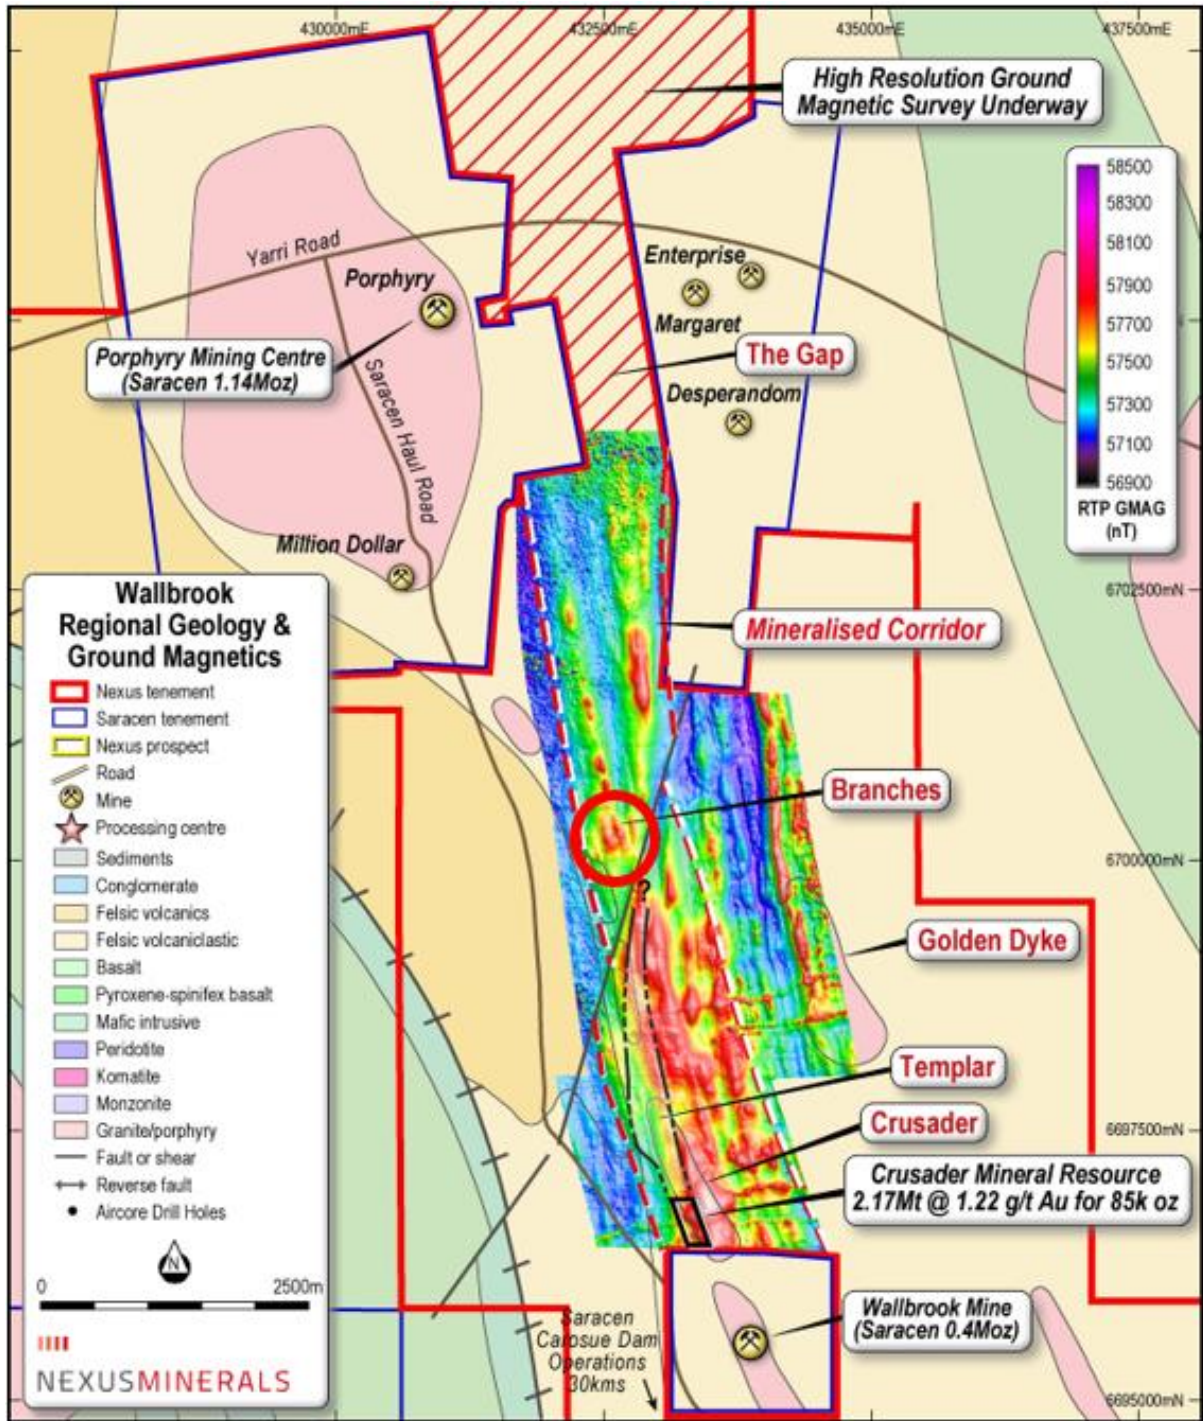 430000mE
432500mE
435000mE
437500mE
High Resolution Ground
Magnetic Survey Underway
58500
58300
58100
57900
57700
57500
57300
57100
56900
RTP GMAG
(nT)
Yarri Road
Porphyry
Enterprise
Margaret
Porphyry Mining Centre
(Saracen 1.14Moz)
The Gap
Saracen Haul Road
Desperandom
Million Dollar
6702500mN
Mineralised Corridor
Wallbrook
Regional Geology &
Ground Magnetics
Nexus tenement
Saracen tenement
Nexus prospect
Road
Mine
Processing centre
Sediments
Conglomerate
Felsic volcanics
Felsic volcaniclastic
Basalt
Pyroxene-spinifex basalt
Mafic intrusive
Peridotite
Komatite
Monzonite
Granite/porphyry
Fault or shear
Reverse fault
Aircore Drill Holes
N
0 2500m
NEXUSMINERALS
Branches
6700000mN
?
Golden Dyke
Templar
Crusader
6697500mN
Crusader Mineral Resource
2.17Mt @ 1.22 g/t Au for 85k oz
Wallbrook Mine
(Saracen 0.4Moz)
Saracen
Carosue Dam
Operations
30kms
6695000mN